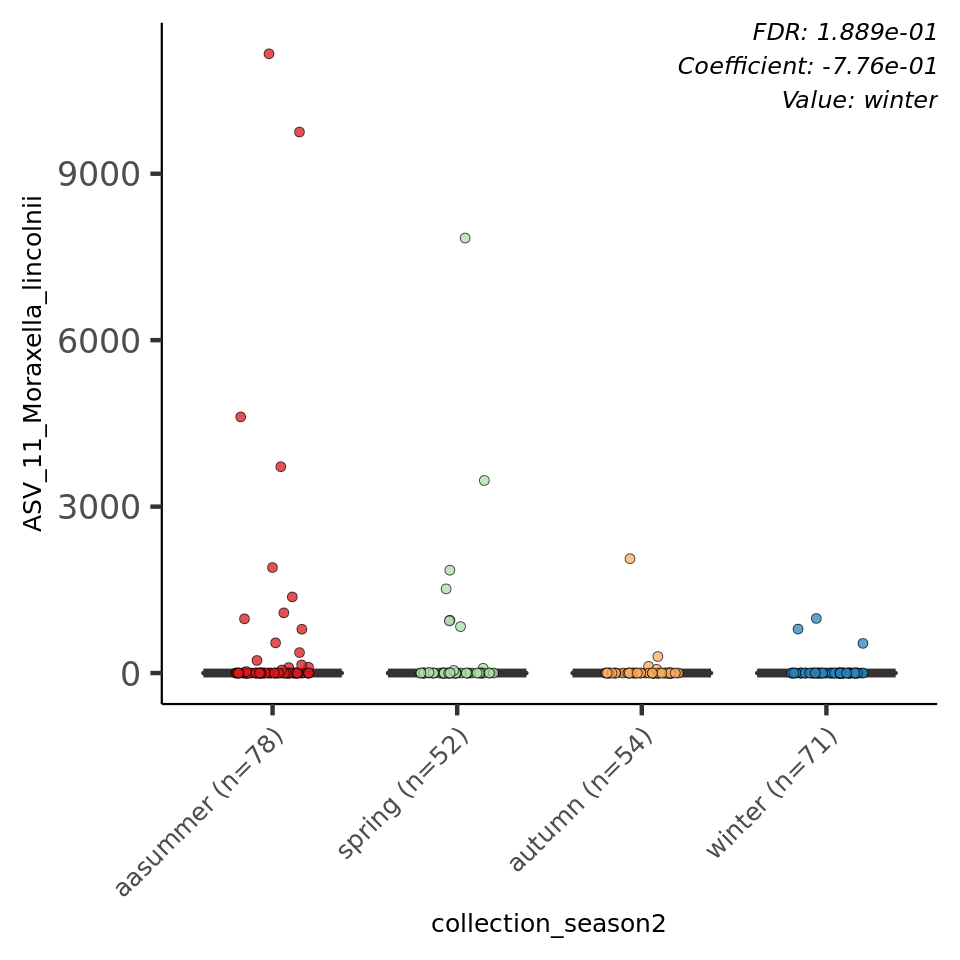 FDR: 1.889e-01
Coefficient: -7.76e-01
Value: winter
ASV_11_Moraxella_lincolnii
9000
6000
3000
0
aasummer (n=78)
spring (n=52)
autumn (n=54)
winter (n=71)
collection_season2